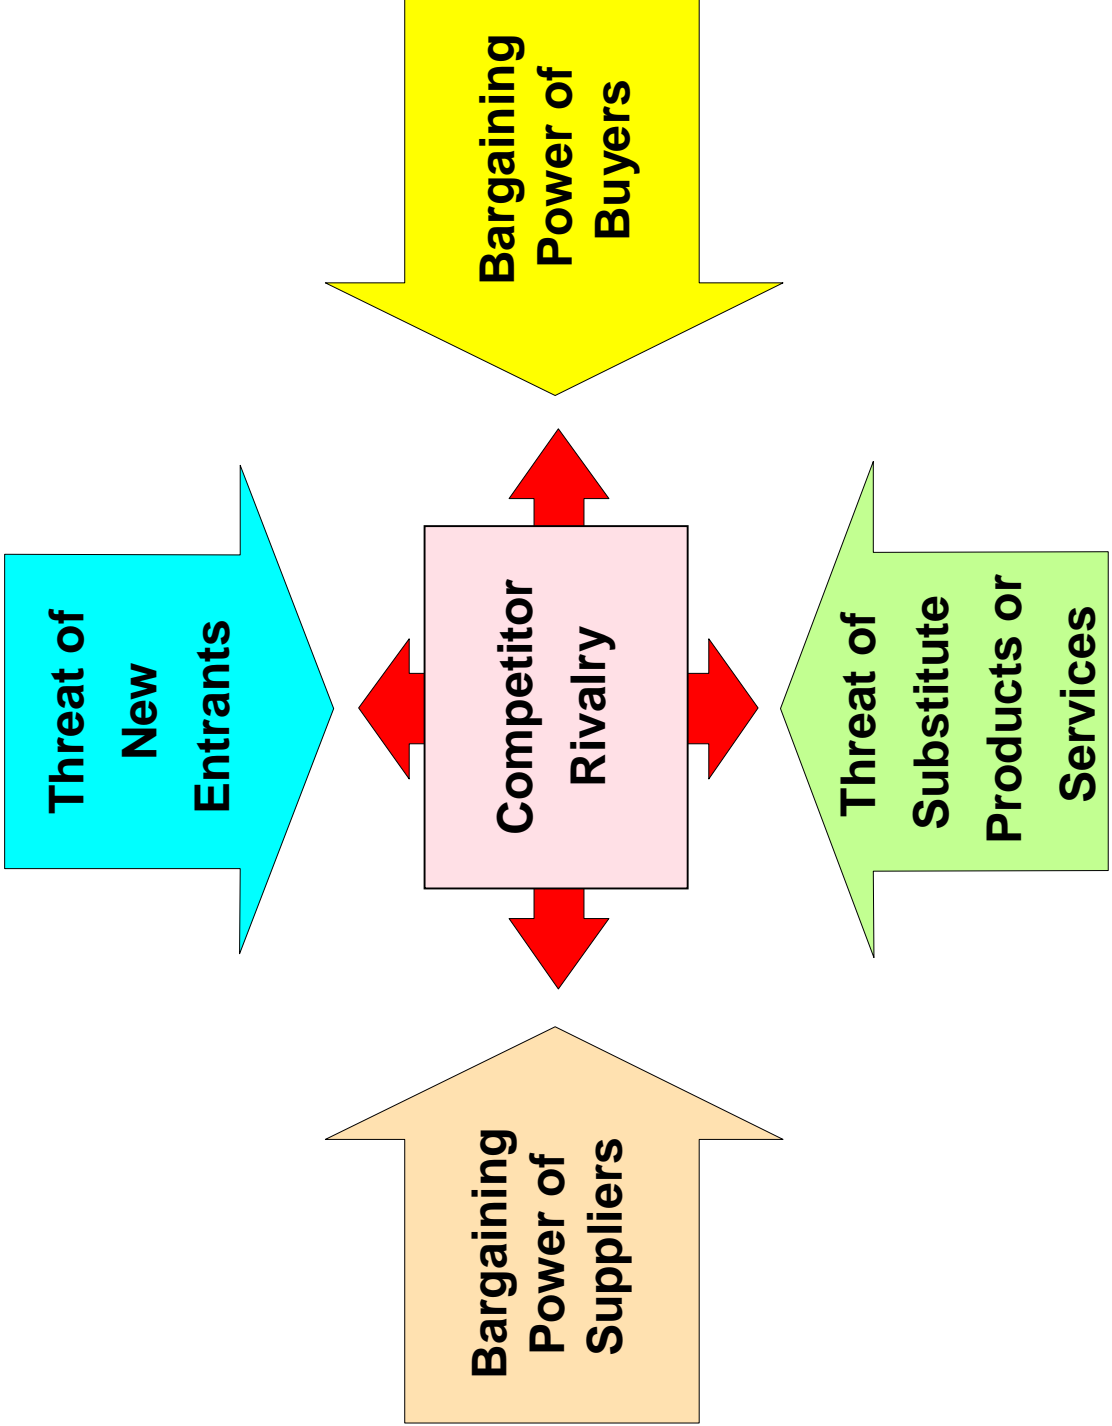 Threat of
New
Entrants
Bargaining
Power of
Suppliers
Competitor
Rivalry
Bargaining
Power of
Buyers
Threat of
Substitute
Products or
Services